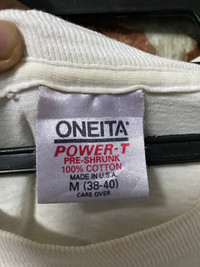 ONEITA®
POWER-T
PRE-SHRUNK
100% COTTON
MADE IN U.S.A.
M (38-40)
CARE OVER